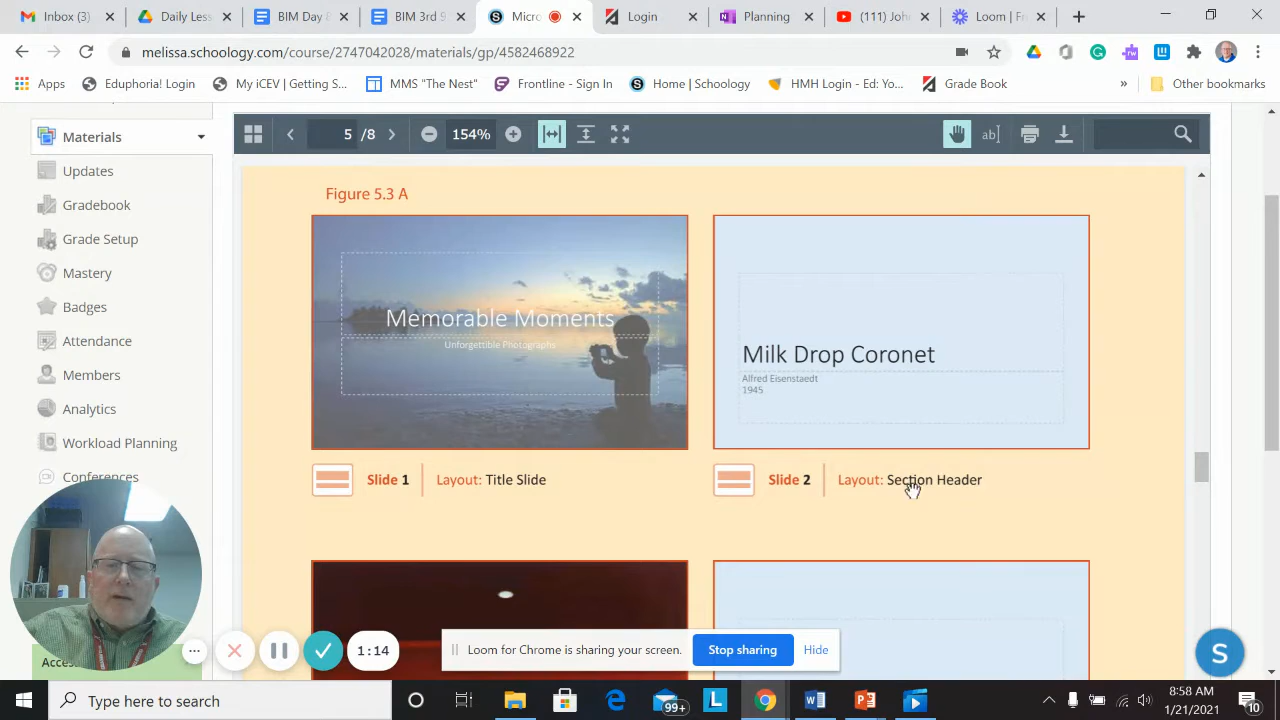 Inbox (3
Daily Less
BIM Day B
BIM 3rd 9
Micro
Login
Planning
(111) Joh
Loom | Fr
melissa.schoology.com/course/2747042028/materials/gp/4582468922
Apps
Eduphoria! Login
My iCEV | Getting S...
MMS "The Nest"
Frontline - Sign In
Home | Schoology
HMH Login - Ed: Yo...
Grade Book
»
Other bookmarks
Materials
Updates
Gradebook
Grade Setup
Mastery
Badges
Attendance
Members
Analytics
Workload Planning
Conferences
Acces
5 /8
154%
ab
Figure 5.3 A
Memorable Moments
Unforgettible Photographs
Milk Drop Coronet
Alfred Eisenstaedt
1945
Slide 1
Layout: Title Slide
Slide 2
Layout: Section Header
1:14
Loom for Chrome is sharing your screen.
Stop sharing
Hide
S
Type here to search
99+
L
8:58 AM
1/21/2021
10